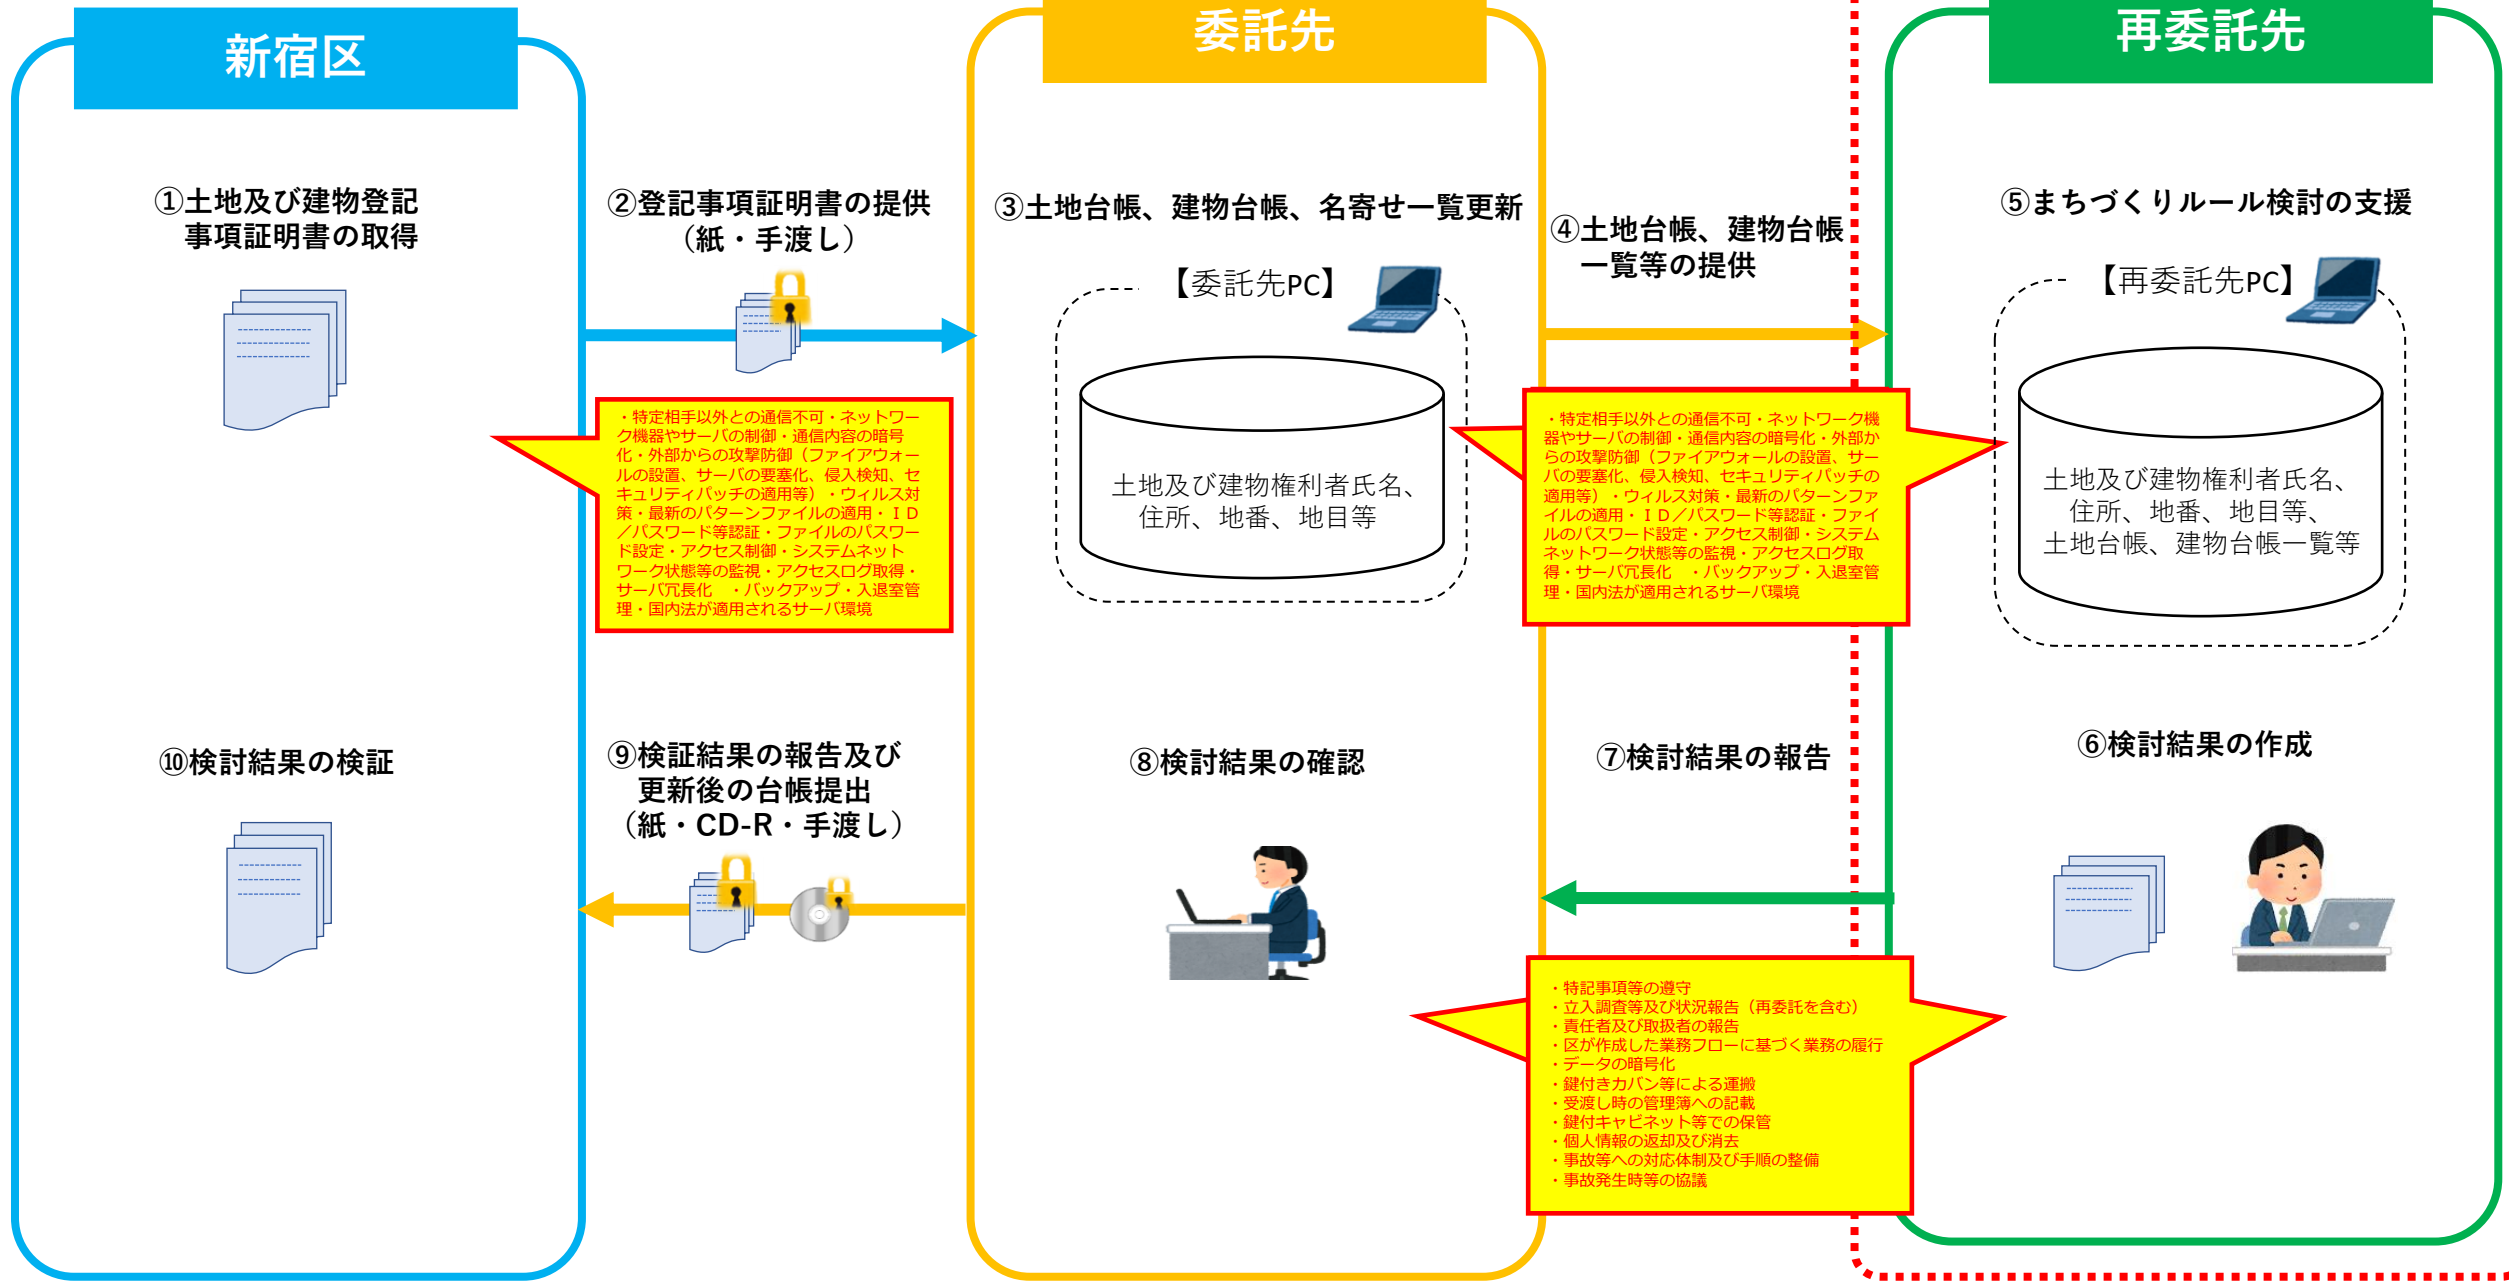 新宿区
委託先
再委託先
①土地及び建物登記
事項証明書の取得
②登記事項証明書の提供
（紙・手渡し）
③土地台帳、建物台帳、名寄せ一覧更新
④土地台帳、建物台帳
一覧等の提供
⑤まちづくりルール検討の支援
【委託先PC】
土地及び建物権利者氏名、
住所、地番、地目等
【再委託先PC】
土地及び建物権利者氏名、
住所、地番、地目等、
土地台帳、建物台帳一覧等
・特定相手以外との通信不可・ネットワー
ク機器やサーバの制御・通信内容の暗号
化・外部からの攻撃防御（ファイアウォー
ルの設置、サーバの要塞化、侵入検知、セ
キュリティパッチの適用等）・ウィルス対
策・最新のパターンファイルの適用・ＩＤ
／パスワード等認証・ファイルのパスワー
ド設定・アクセス制御・システムネット
ワーク状態等の監視・アクセスログ取得・
サーバ冗長化　・バックアップ・入退室管
理・国内法が適用されるサーバ環境
・特定相手以外との通信不可・ネットワーク機
器やサーバの制御・通信内容の暗号化・外部か
らの攻撃防御（ファイアウォールの設置、サー
バの要塞化、侵入検知、セキュリティパッチの
適用等）・ウィルス対策・最新のパターンファ
イルの適用・ＩＤ／パスワード等認証・ファイ
ルのパスワード設定・アクセス制御・システム
ネットワーク状態等の監視・アクセスログ取
得・サーバ冗長化　・バックアップ・入退室管
理・国内法が適用されるサーバ環境
⑥検討結果の作成
⑦検討結果の報告
⑧検討結果の確認
⑨検証結果の報告及び
更新後の台帳提出
（紙・CD-R・手渡し）
⑩検討結果の検証
・特記事項等の遵守
・立入調査等及び状況報告（再委託を含む）
・責任者及び取扱者の報告
・区が作成した業務フローに基づく業務の履行
・データの暗号化
・鍵付きカバン等による運搬
・受渡し時の管理簿への記載
・鍵付キャビネット等での保管
・個人情報の返却及び消去
・事故等への対応体制及び手順の整備
・事故発生時等の協議